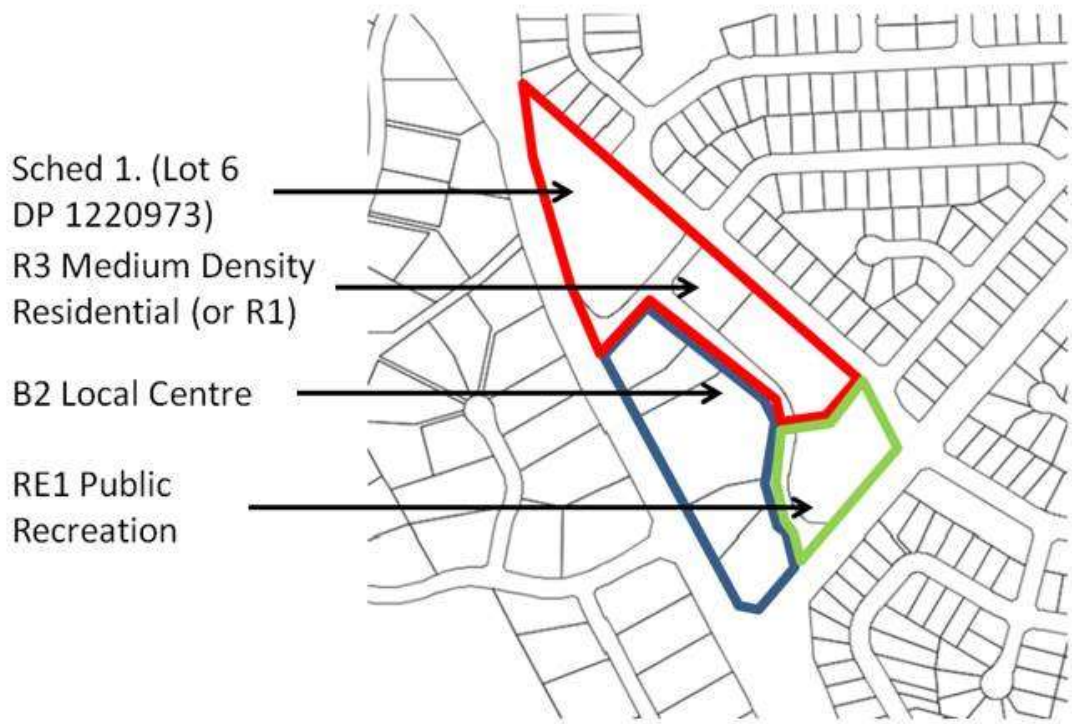 Sched 1. (Lot 6
DP 1220973)
R3 Medium Density
Residential (or R1)
B2 Local Centre
RE1 Public
Recreation